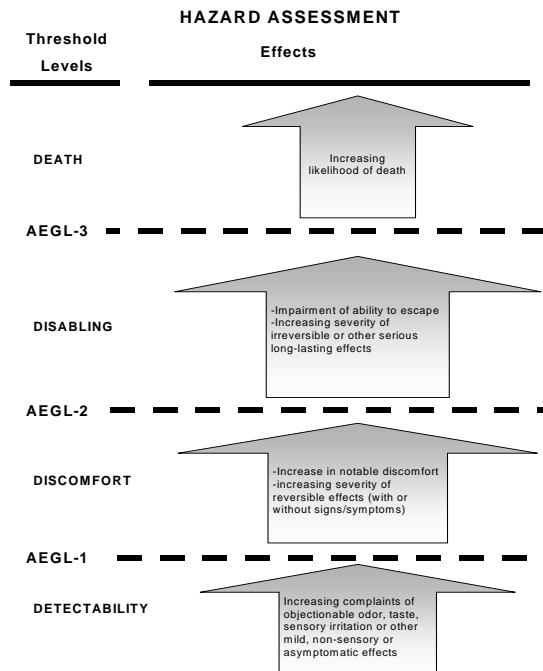 HAZARD ASSESSMENT
Threshold
Levels
Effects
DEATH
Increasing
likelihood of death
AEGL-3
DISABLING
-Impairment of ability to escape
-Increasing severity of
irreversible or other serious
long-lasting effects
AEGL-2
DISCOMFORT
-Increase in notable discomfort
-increasing severity of
reversible effects (with or
without signs/symptoms)
AEGL-1
DETECTABILITY
Increasing complaints of
objectionable odor, taste,
sensory irritation or other
mild, non-sensory or
asymptomatic effects